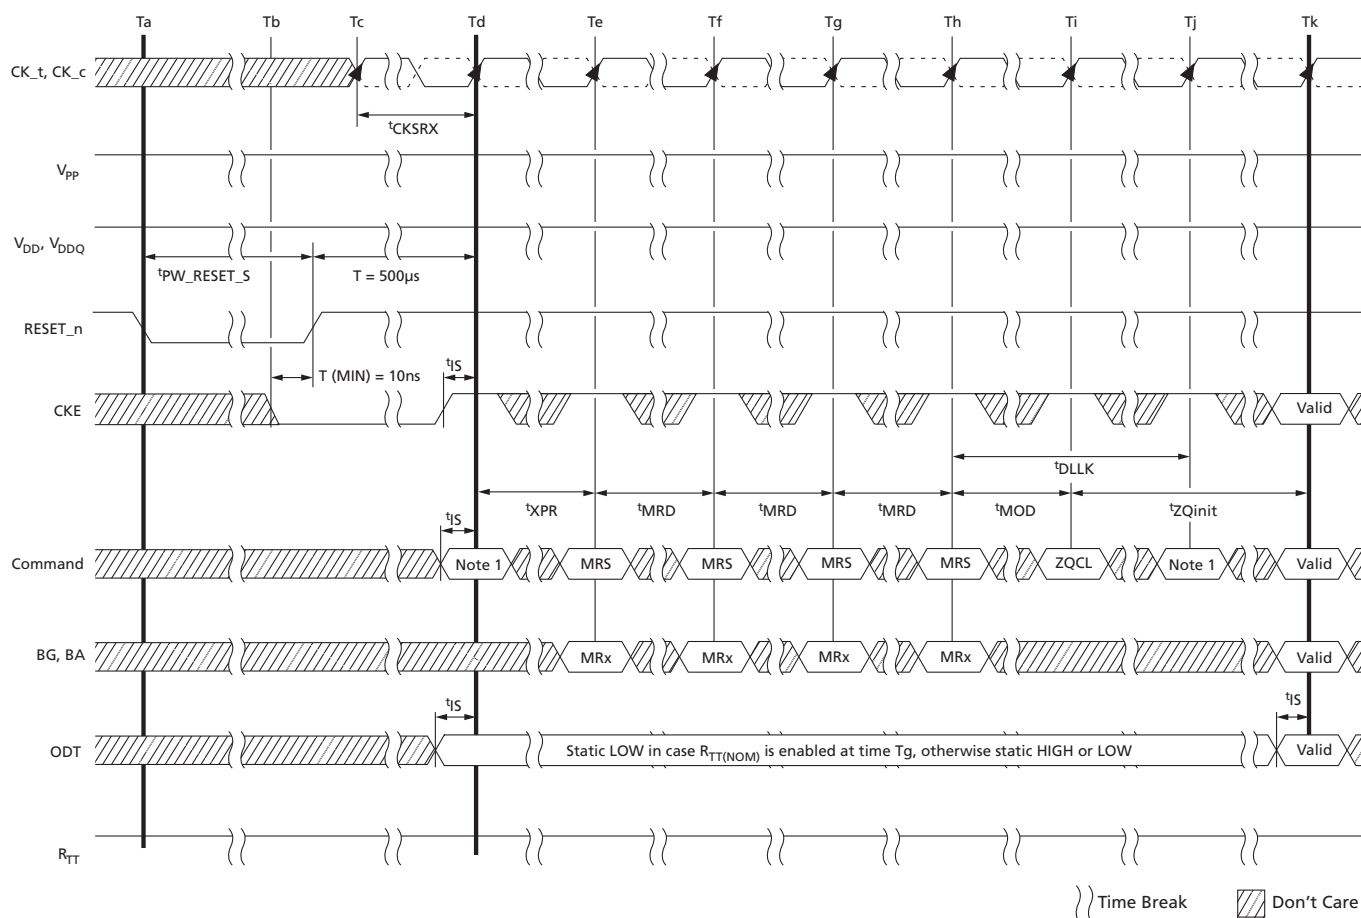 Ta Tb Tc Td Te Tf Tg Th Ti Tj Tk
CK_t, CK_c
tCKSRX
VPP
VDD, VDDQ
tPW_RESET_S T = 500µs
RESET_n
T (MIN) = 10ns tIS
CKE Valid
tDLLK
tXPR tMRD tMRD tMRD tMOD tZQinit
tIS
Command Note 1 MRS MRS MRS MRS ZQCL Note 1 Valid
BG, BA MRx MRx MRx MRx Valid
tIS tIS
ODT Static LOW in case RTT(NOM) is enabled at time Tg, otherwise static HIGH or LOW Valid
RTT
Time Break Don't Care